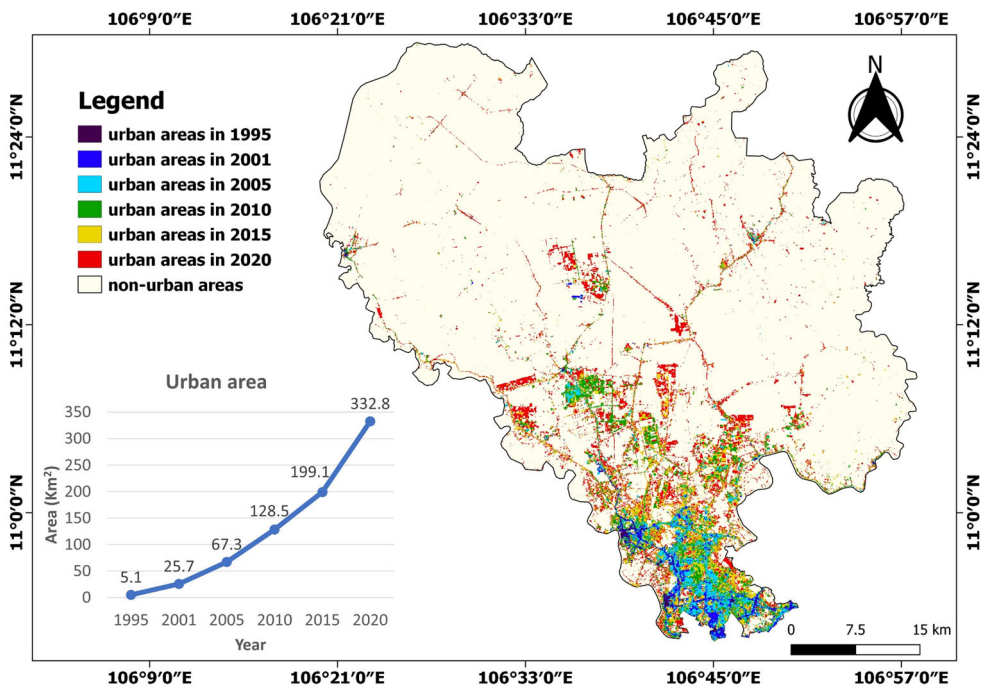 106°9′0″E 106°21′0″E 106°33′0″E 106°45′0″E 106°57′0″E
N
Legend
urban areas in 1995
urban areas in 2001
urban areas in 2005
urban areas in 2010
urban areas in 2015
urban areas in 2020
non-urban areas
11°24′0″N
11°24′0″N
11°12′0″N
11°12′0″N
11°0′0″N
11°0′0″N
Urban area
Area (Km²)
350
300
250
200
150
100
50
0
5.1
25.7
67.3
128.5
199.1
332.8
1995 2001 2005 2010 2015 2020
Year
0 7.5 15 km
106°9′0″E 106°21′0″E 106°33′0″E 106°45′0″E 106°57′0″E